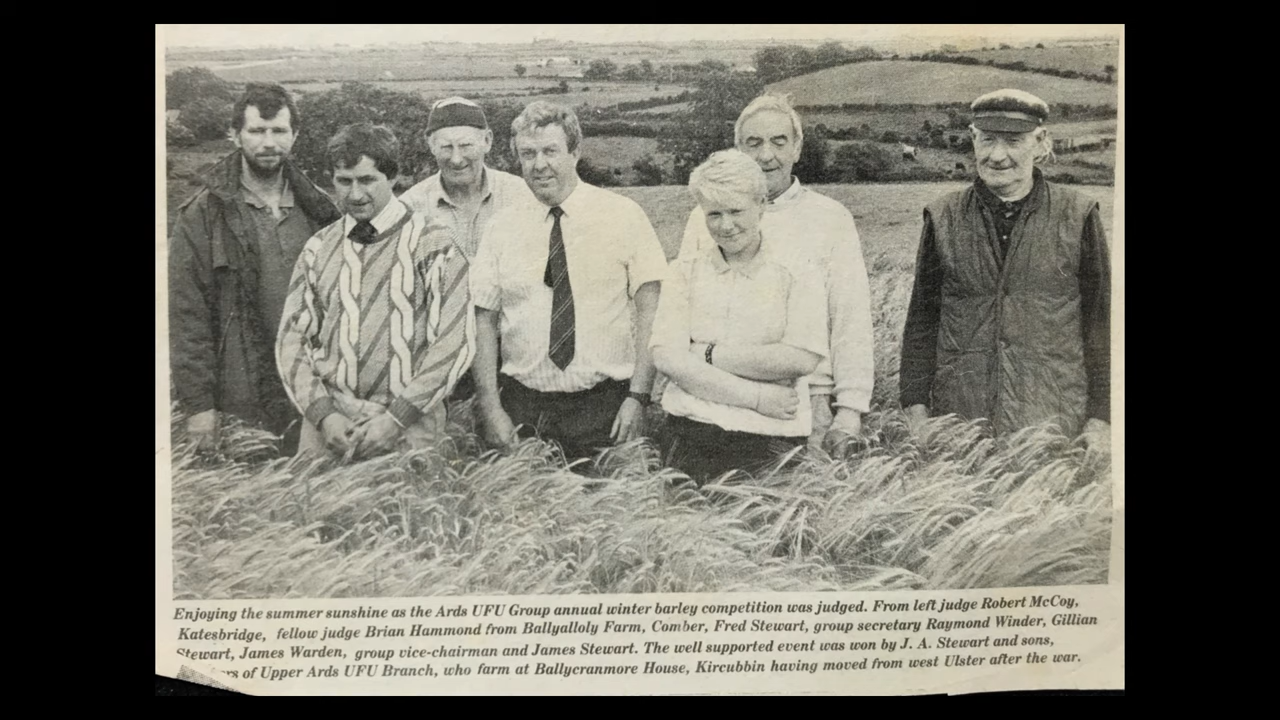 Enjoying the summer sunshine as the Ards UFU Group annual winter barley competition was judged. From left judge Robert McCoy,
Katesbridge, fellow judge Brian Hammond from Ballyalloly Farm, Comber, Fred Stewart, group secretary Raymond Winder, Gillian
Stewart, James Warden, group vice-chairman and James Stewart. The well supported event was won by J. A. Stewart and sons,
of Upper Ards UFU Branch, who farm at Ballycranmore House, Kircubbin having moved from west Ulster after the war.